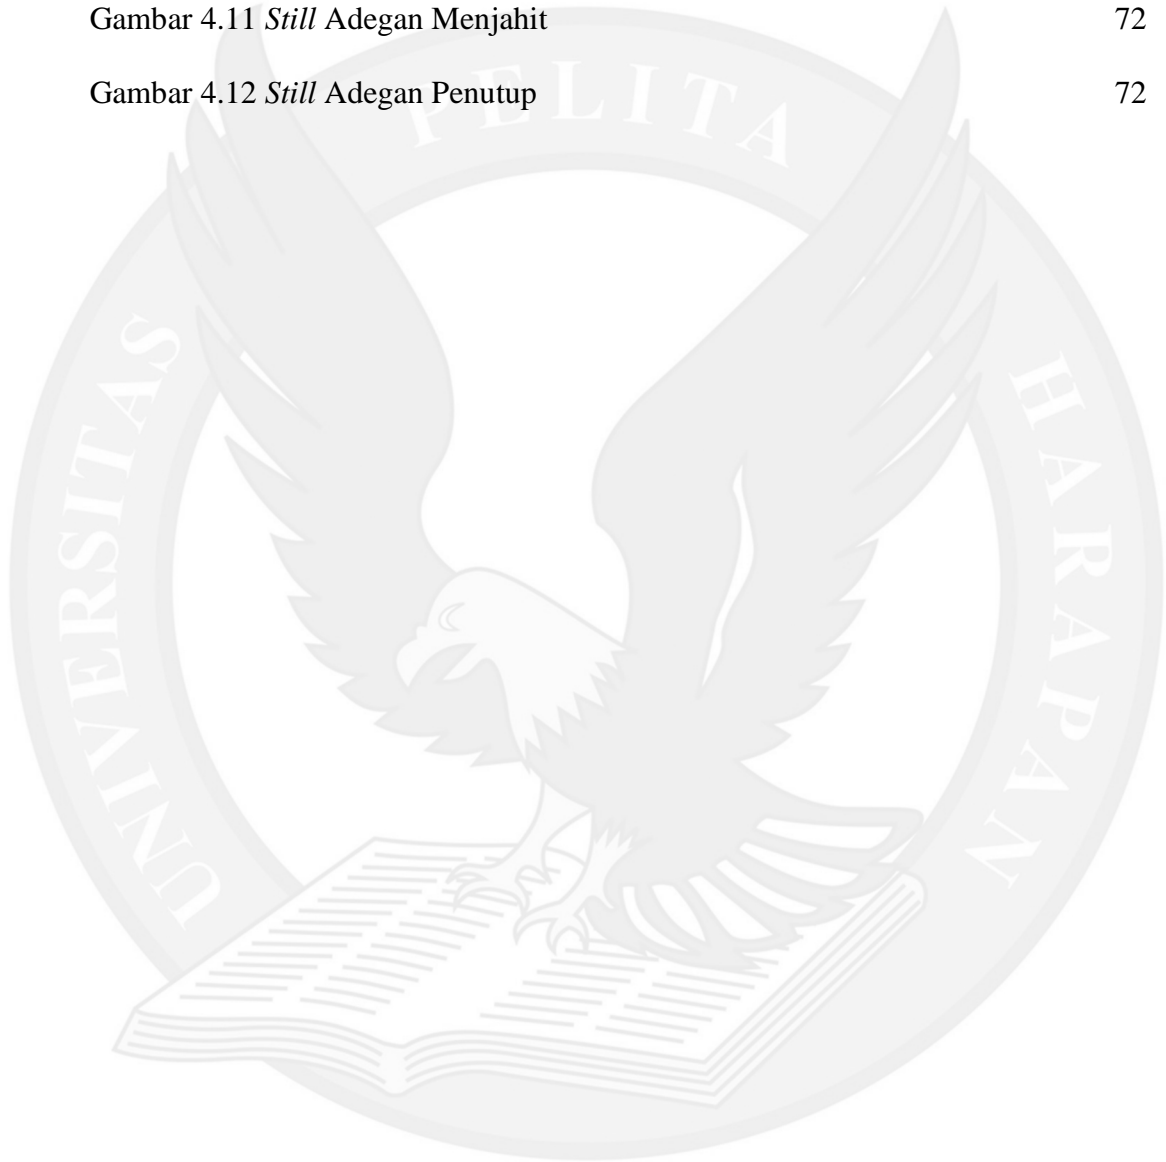 Gambar 4.11 Still Adegan Menjahit 72
Gambar 4.12 Still Adegan Penutup 72
UNIVERSITAS PELITA HARAPAN